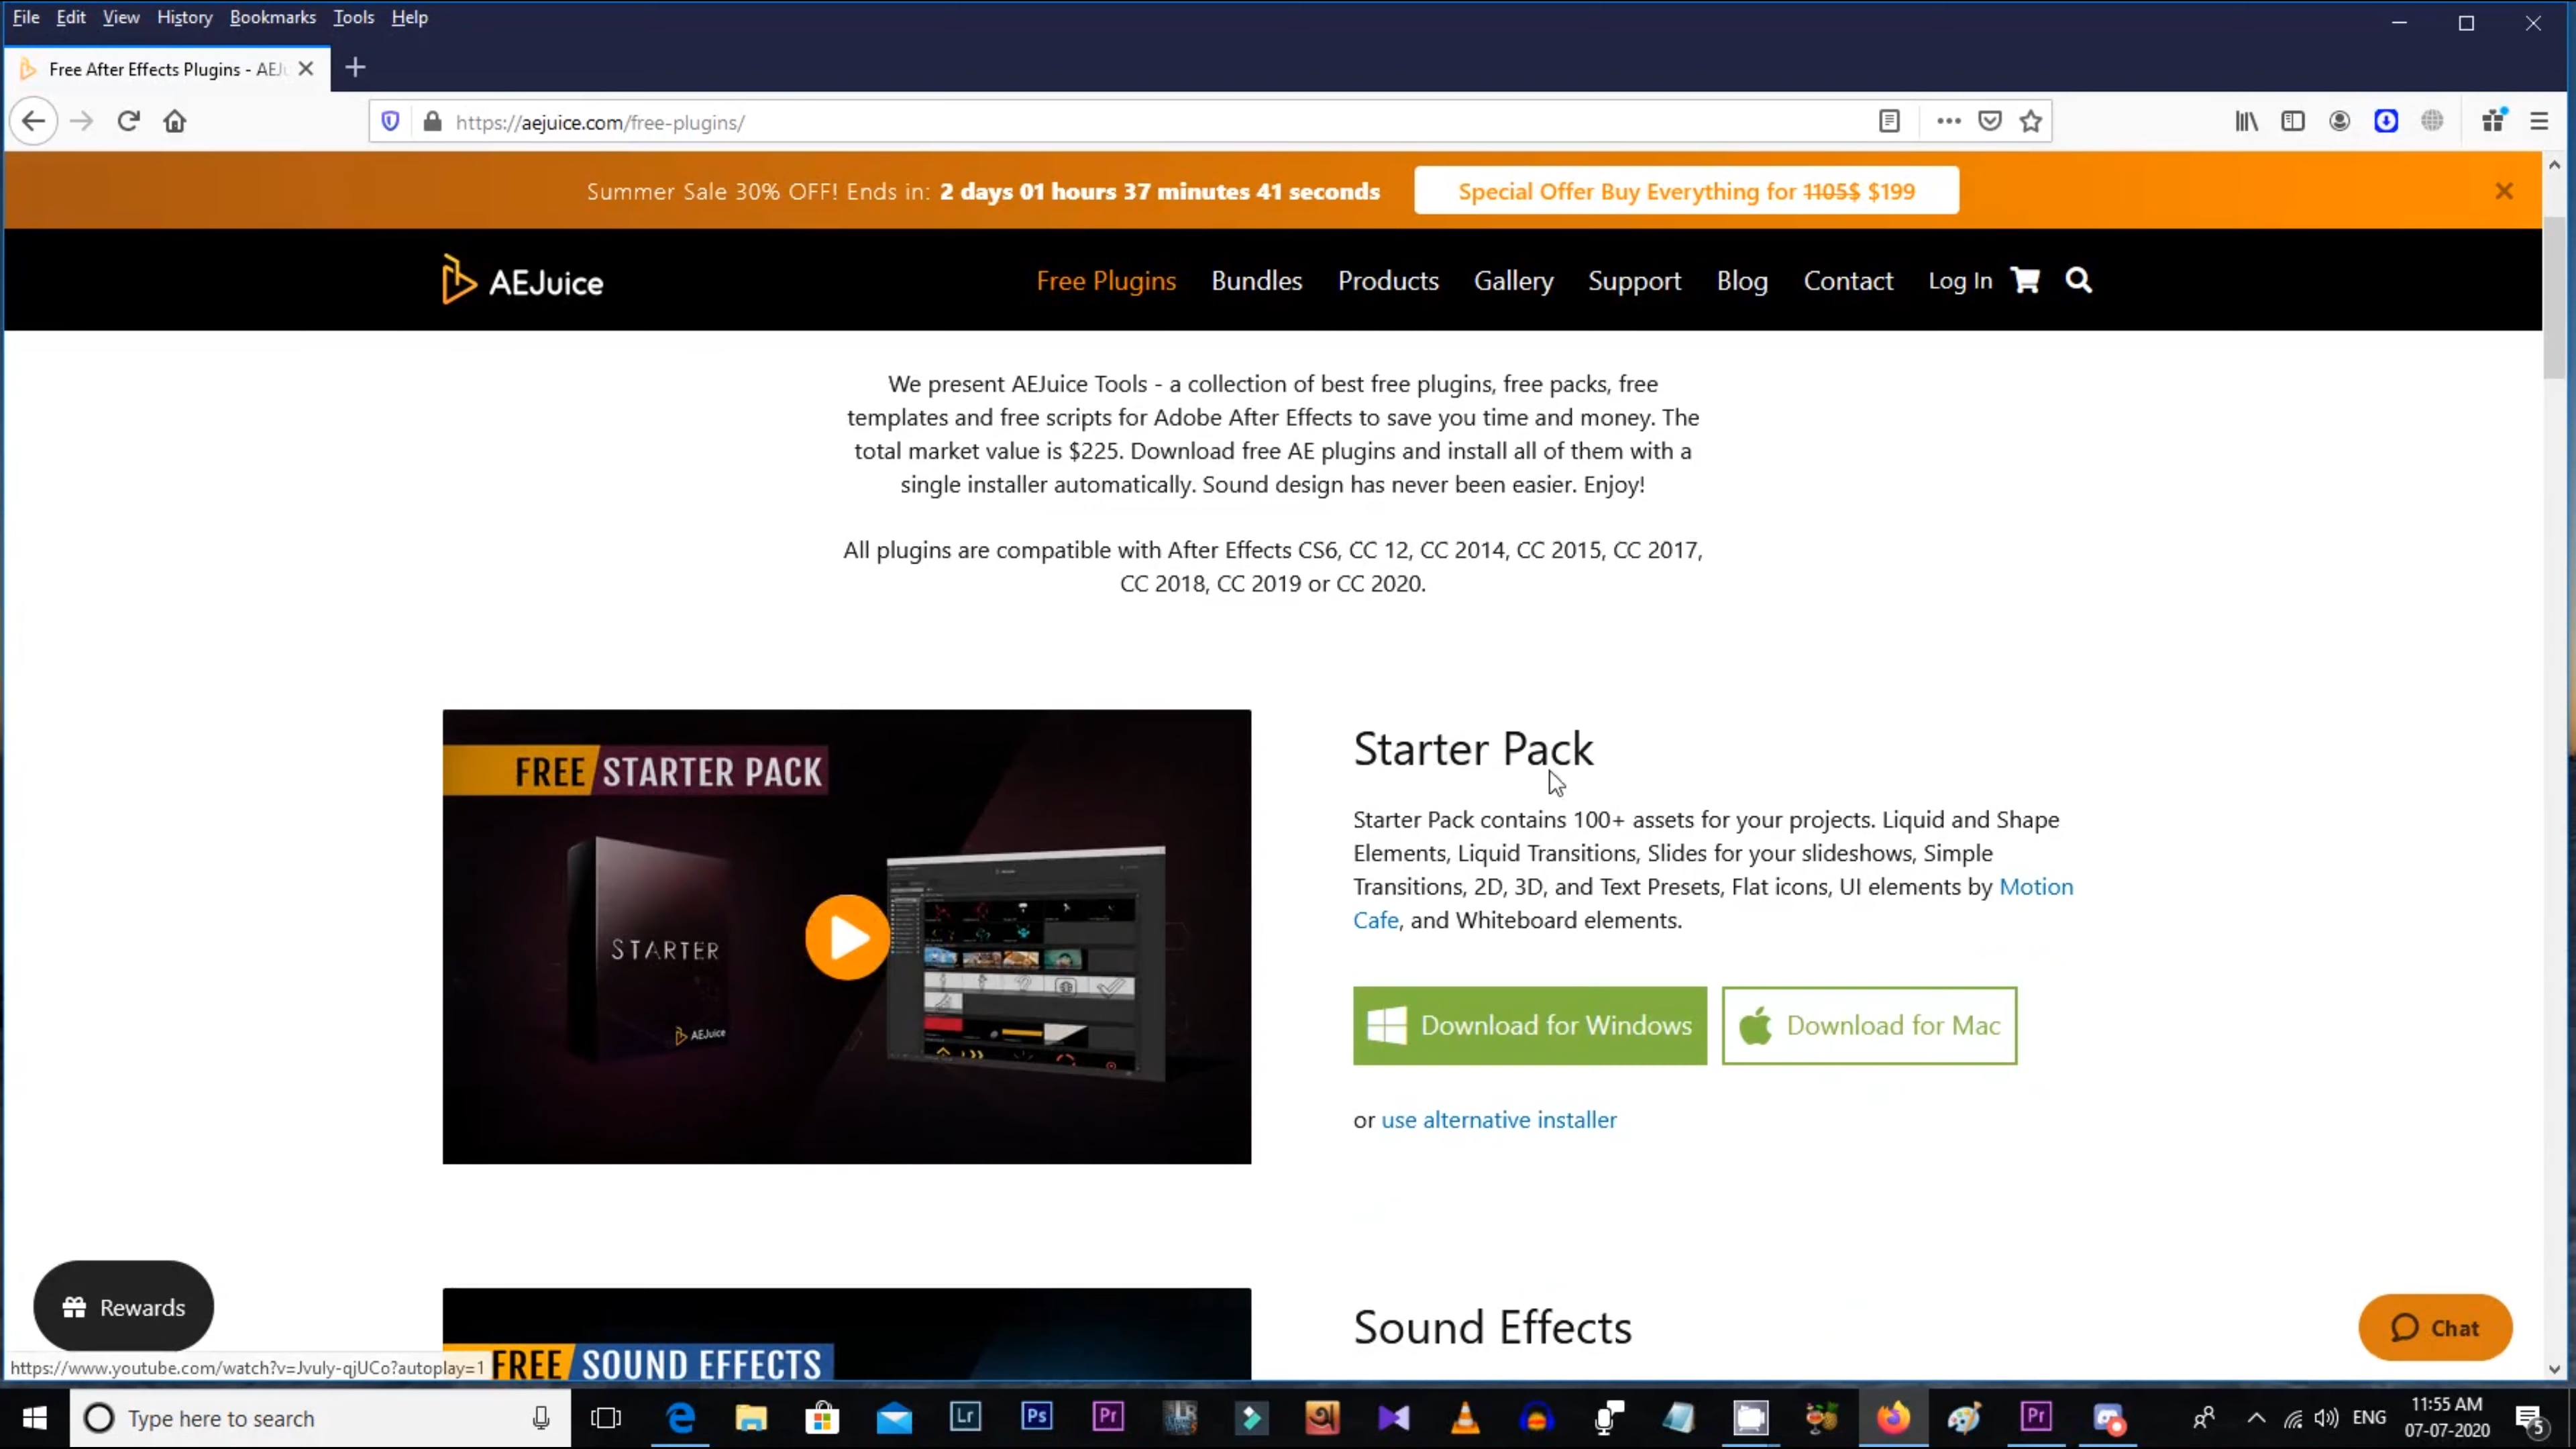 File Edit View History Bookmarks Tools Help
Free After Effects Plugins - AEJu
https://aejuice.com/free-plugins/
Summer Sale 30% OFF! Ends in: 2 days 01 hours 37 minutes 41 seconds
Special Offer Buy Everything for 1105$ $199
AEJuice
Free Plugins Bundles Products Gallery Support Blog Contact Log In
We present AEJuice Tools - a collection of best free plugins, free packs, free
templates and free scripts for Adobe After Effects to save you time and money. The
total market value is $225. Download free AE plugins and install all of them with a
single installer automatically. Sound design has never been easier. Enjoy!
All plugins are compatible with After Effects CS6, CC 12, CC 2014, CC 2015, CC 2017,
CC 2018, CC 2019 or CC 2020.
FREE STARTER PACK
STARTER
AEJuice
Starter Pack
Starter Pack contains 100+ assets for your projects. Liquid and Shape
Elements, Liquid Transitions, Slides for your slideshows, Simple
Transitions, 2D, 3D, and Text Presets, Flat icons, UI elements by Motion
Cafe, and Whiteboard elements.
Download for Windows
Download for Mac
or use alternative installer
Rewards
FREE SOUND EFFECTS
Sound Effects
Chat
https://www.youtube.com/watch?v=Jvuly-qjUCo?autoplay=1
Type here to search
Lr Ps Pr
Pr
ENG
11:55 AM
07-07-2020
5